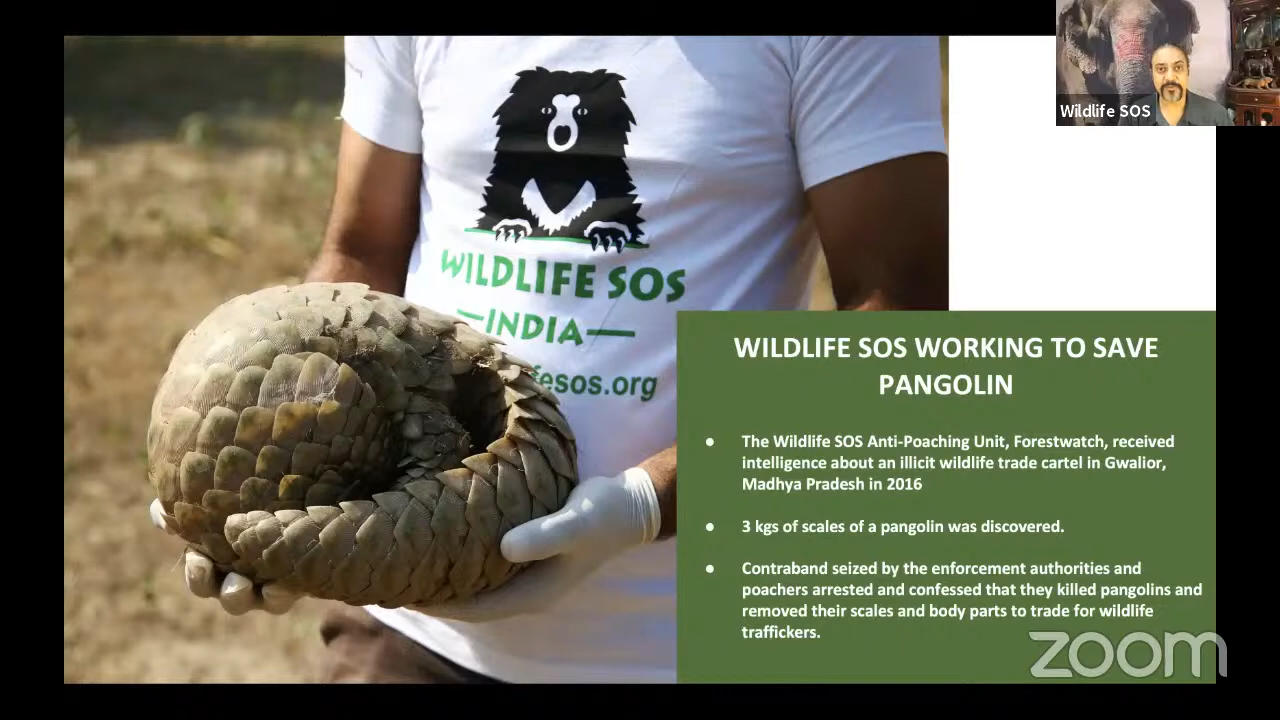 Wildlife SOS
WILDLIFE SOS
INDIA
fesos.org
WILDLIFE SOS WORKING TO SAVE
PANGOLIN
• The Wildlife SOS Anti-Poaching Unit, Forestwatch, received
intelligence about an illicit wildlife trade cartel in Gwalior,
Madhya Pradesh in 2016
• 3 kgs of scales of a pangolin was discovered.
• Contraband seized by the enforcement authorities and
poachers arrested and confessed that they killed pangolins and
removed their scales and body parts to trade for wildlife
traffickers.
zoom